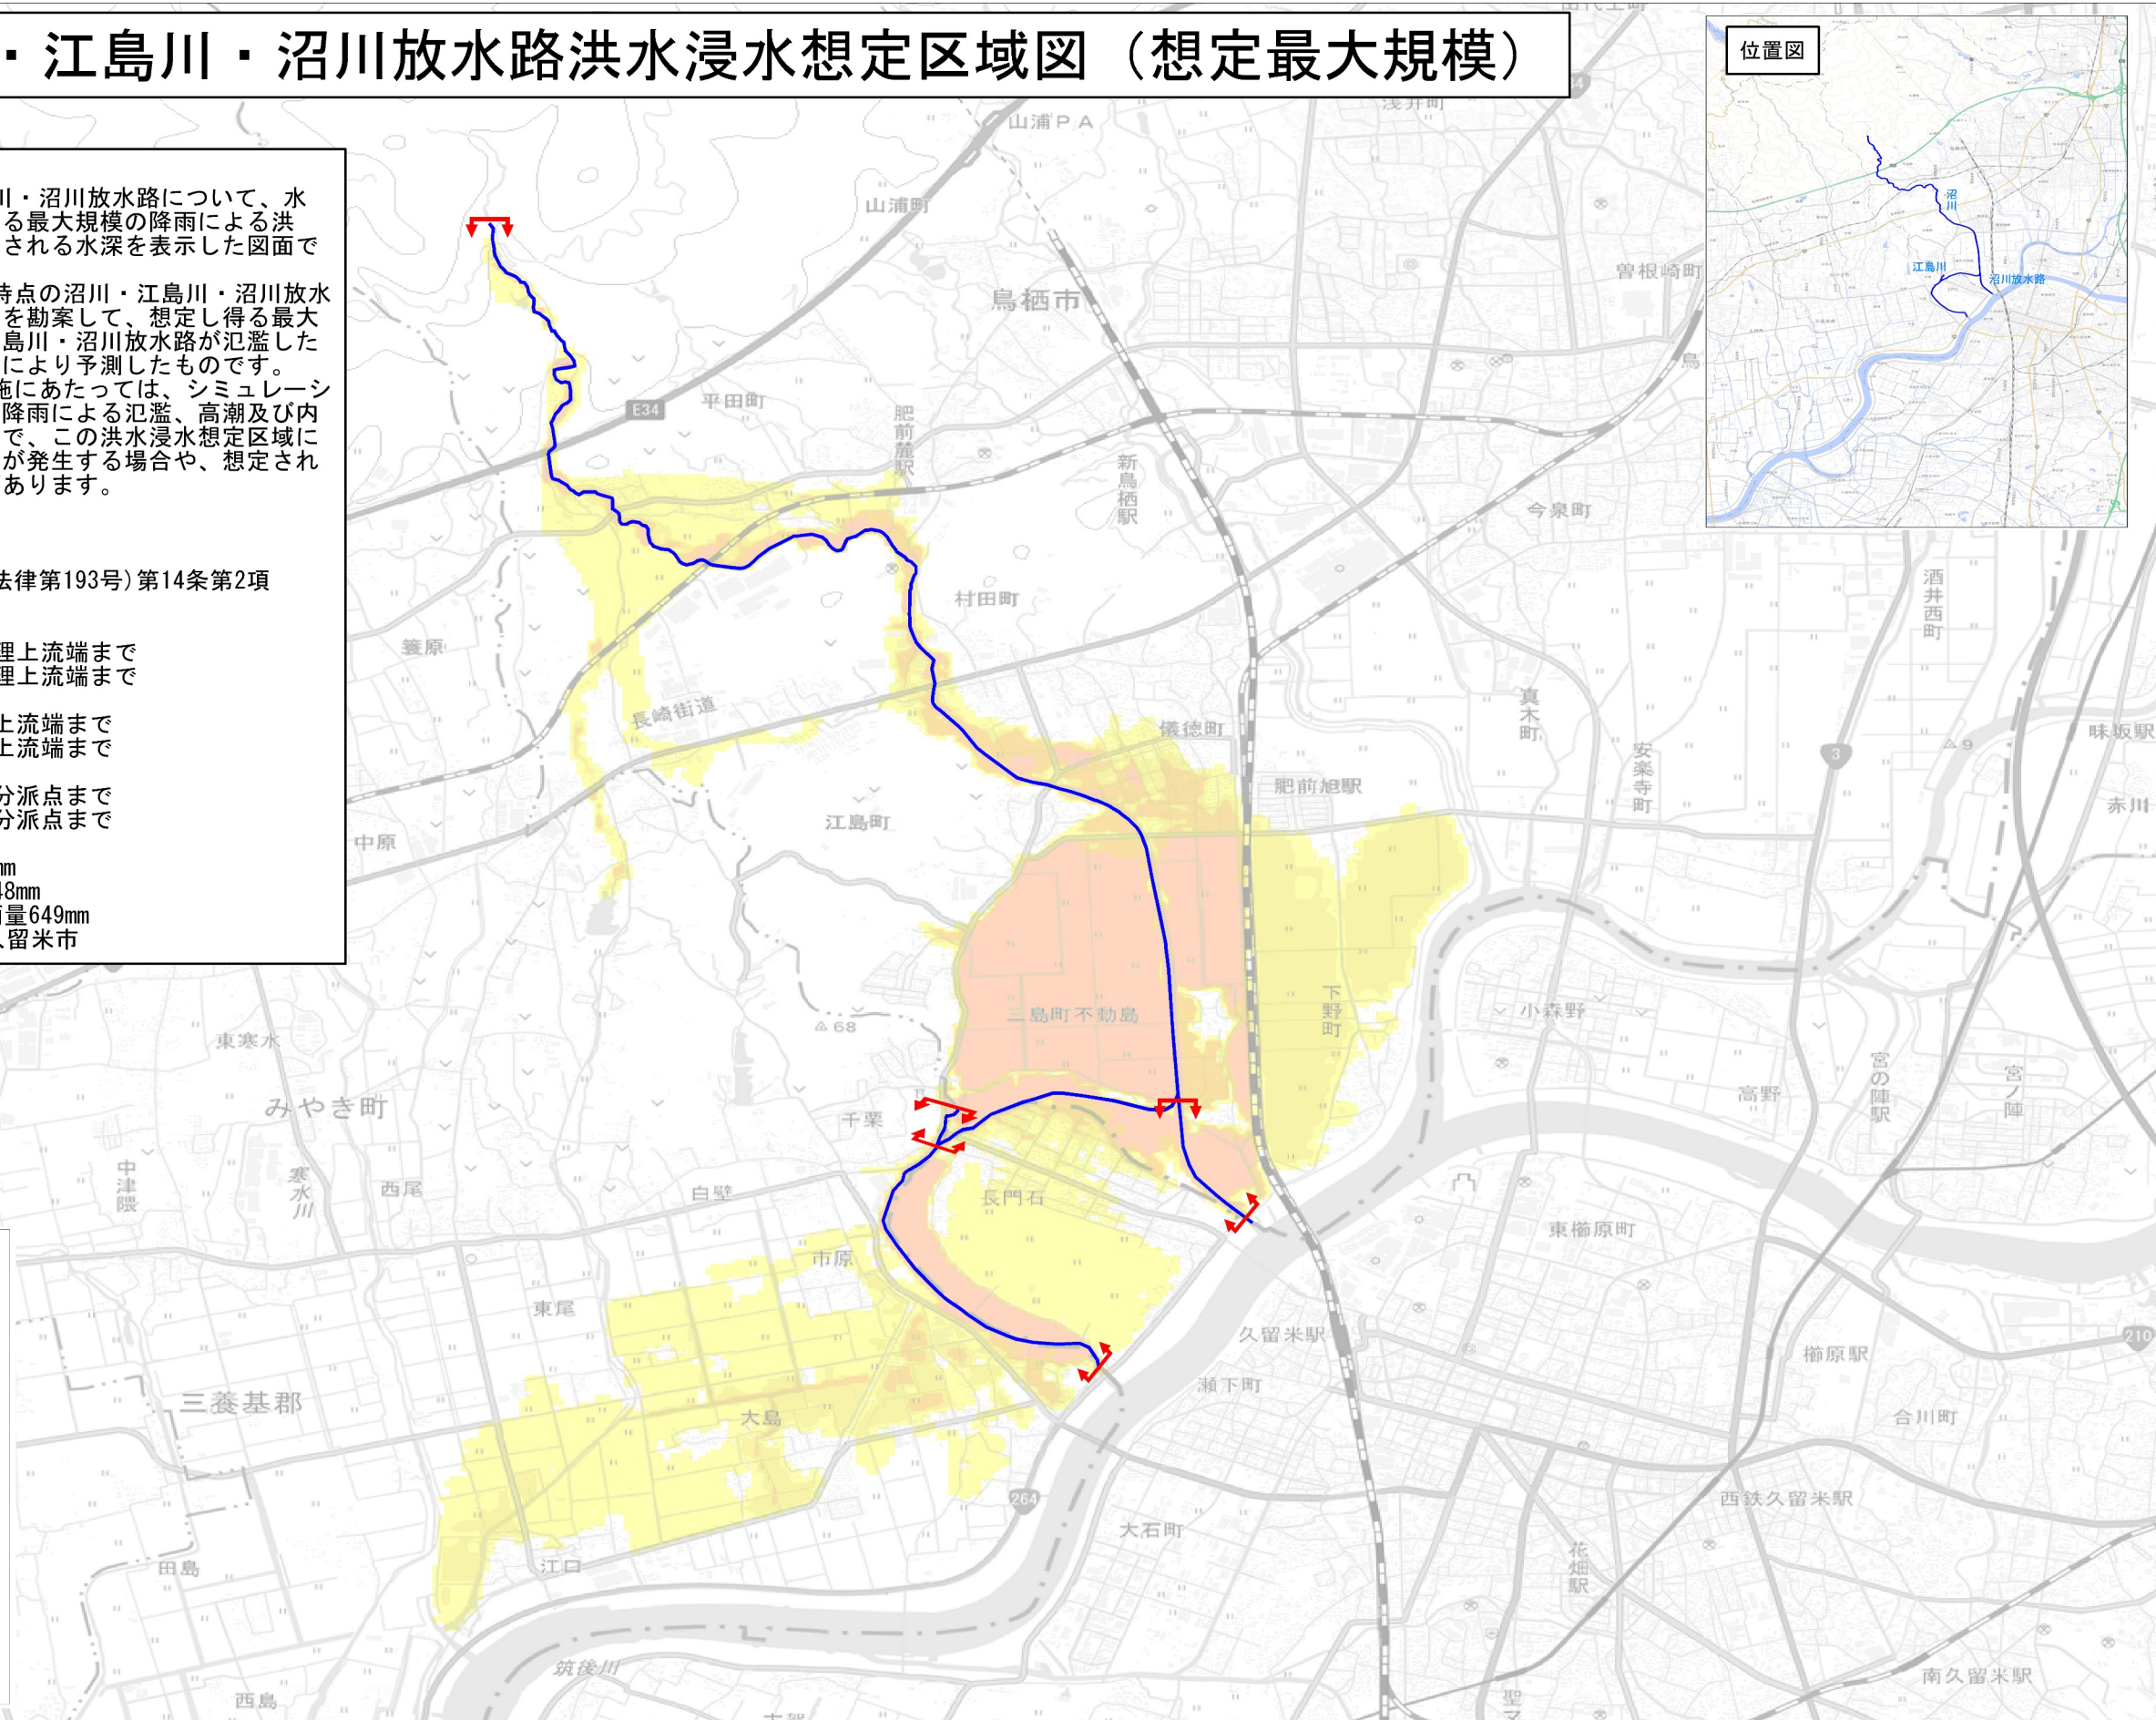 ・江島川・沼川放水路洪水浸水想定区域図（想定最大規模）
位置図
沼川
江島川
沼川放水路
川・沼川放水路について、水
る最大規模の降雨による洪
される水深を表示した図面で
時点の沼川・江島川・沼川放水
を勘案して、想定し得る最大
島川・沼川放水路が氾濫した
により予測したものです。
施にあたっては、シミュレーシ
降雨による氾濫、高潮及び内
で、この洪水浸水想定区域に
が発生する場合や、想定され
があります。
法律第193号）第14条第2項
理上流端まで
理上流端まで
上流端まで
上流端まで
分派点まで
分派点まで
mm
48mm
雨量649mm
久留米市
山浦ＰＡ
浅井町
山浦町
鳥栖市
曽根崎町
E34
平田町
肥前麓駅
新鳥栖駅
今泉町
酒井西町
村田町
簑原
長崎街道
儀徳町
真木町
安楽寺町
3
9
味坂駅
肥前旭駅
赤川
江島町
中原
三島町不動島
下野町
小森野
68
東寒水
みやき町
千栗
高野
宮の陣駅
宮ノ陣
中津隈
寒水川
西尾
白壁
長門石
東櫛原町
市原
東尾
久留米駅
櫛原駅
210
瀬下町
三養基郡
大島
合川町
264
西鉄久留米駅
大石町
花畑駅
田島
江口
筑後川
南久留米駅
西島